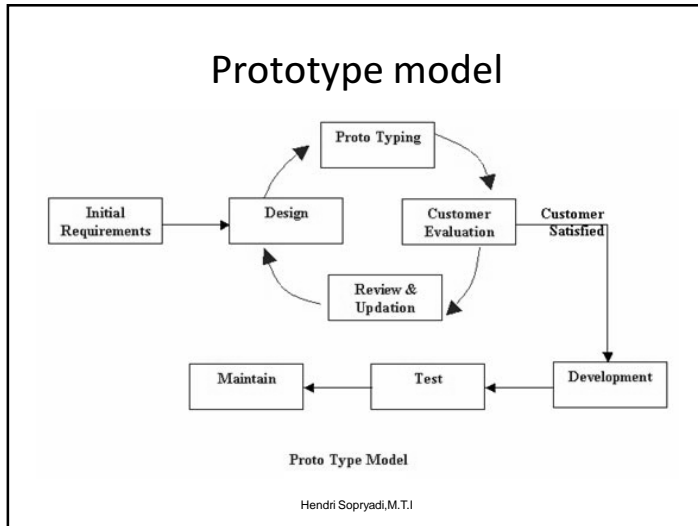 Prototype model
Proto Typing
Initial
Requirements
Design
Customer
Evaluation
Customer
Satisfied
Review &
Updation
Maintain
Test
Development
Proto Type Model
Hendri Sopryadi,M.T.I